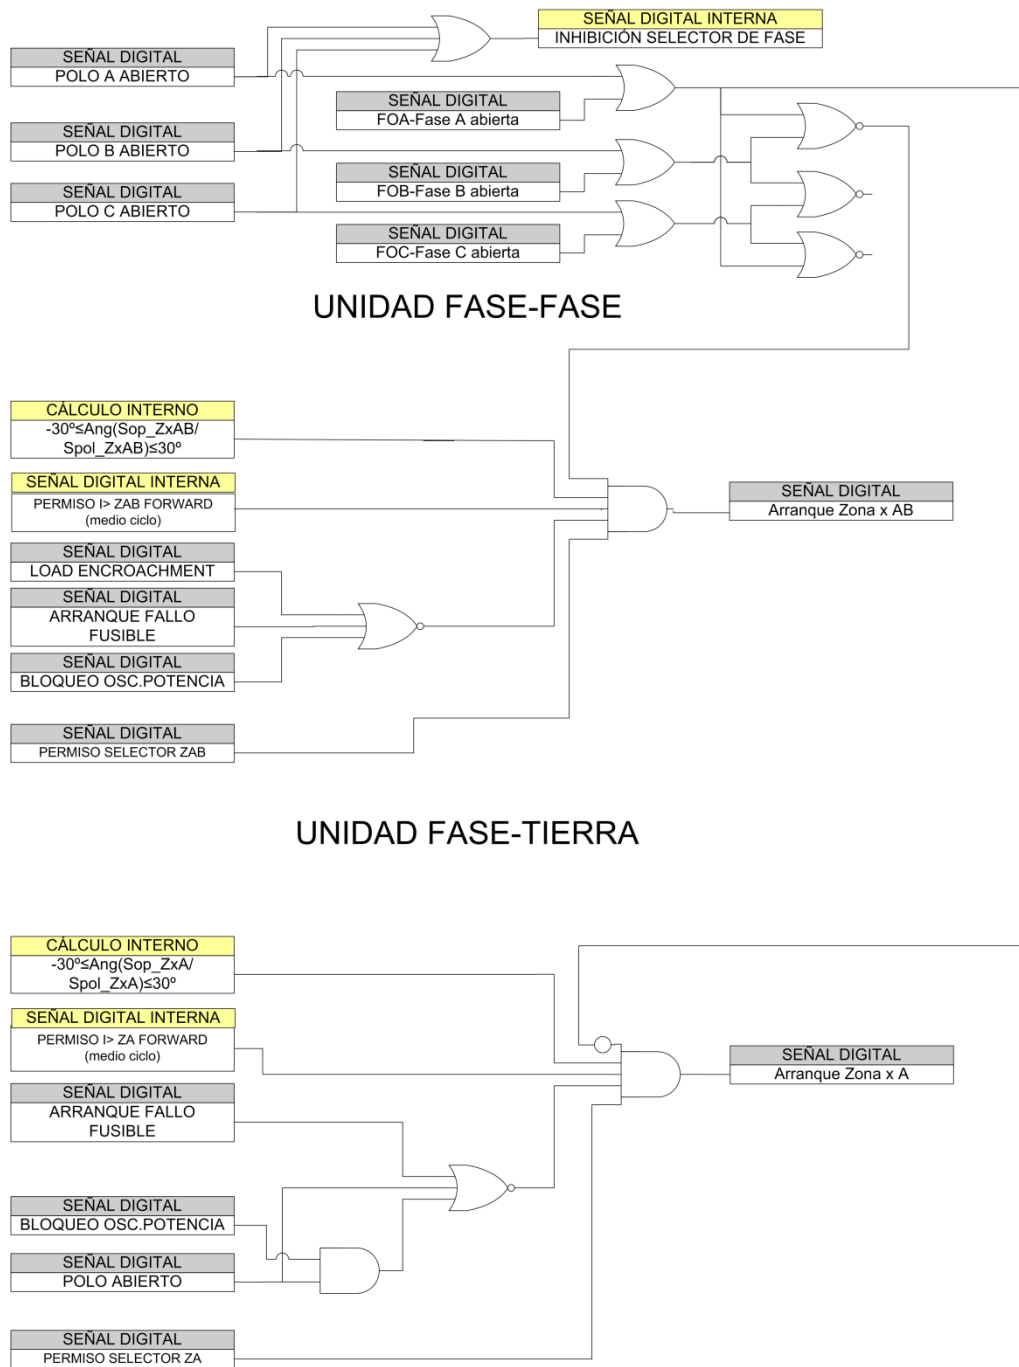 SEÑAL DIGITAL INTERNA
INHIBICIÓN SELECTOR DE FASE
SEÑAL DIGITAL
POLO A ABIERTO
SEÑAL DIGITAL
FOA-Fase A abierta
SEÑAL DIGITAL
POLO B ABIERTO
SEÑAL DIGITAL
FOB-Fase B abierta
SEÑAL DIGITAL
POLO C ABIERTO
SEÑAL DIGITAL
FOC-Fase C abierta
UNIDAD FASE-FASE
CÁLCULO INTERNO
-30º≤Ang(Sop_ZxAB/
Spol_ZxAB)≤30º
SEÑAL DIGITAL INTERNA
PERMISO I> ZAB FORWARD
(medio ciclo)
SEÑAL DIGITAL
Arranque Zona x AB
SEÑAL DIGITAL
LOAD ENCROACHMENT
SEÑAL DIGITAL
ARRANQUE FALLO
FUSIBLE
SEÑAL DIGITAL
BLOQUEO OSC.POTENCIA
SEÑAL DIGITAL
PERMISO SELECTOR ZAB
UNIDAD FASE-TIERRA
CÁLCULO INTERNO
-30º≤Ang(Sop_ZxA/
Spol_ZxA)≤30º
SEÑAL DIGITAL INTERNA
PERMISO I> ZA FORWARD
(medio ciclo)
SEÑAL DIGITAL
Arranque Zona x A
SEÑAL DIGITAL
ARRANQUE FALLO
FUSIBLE
SEÑAL DIGITAL
BLOQUEO OSC.POTENCIA
SEÑAL DIGITAL
POLO ABIERTO
SEÑAL DIGITAL
PERMISO SELECTOR ZA